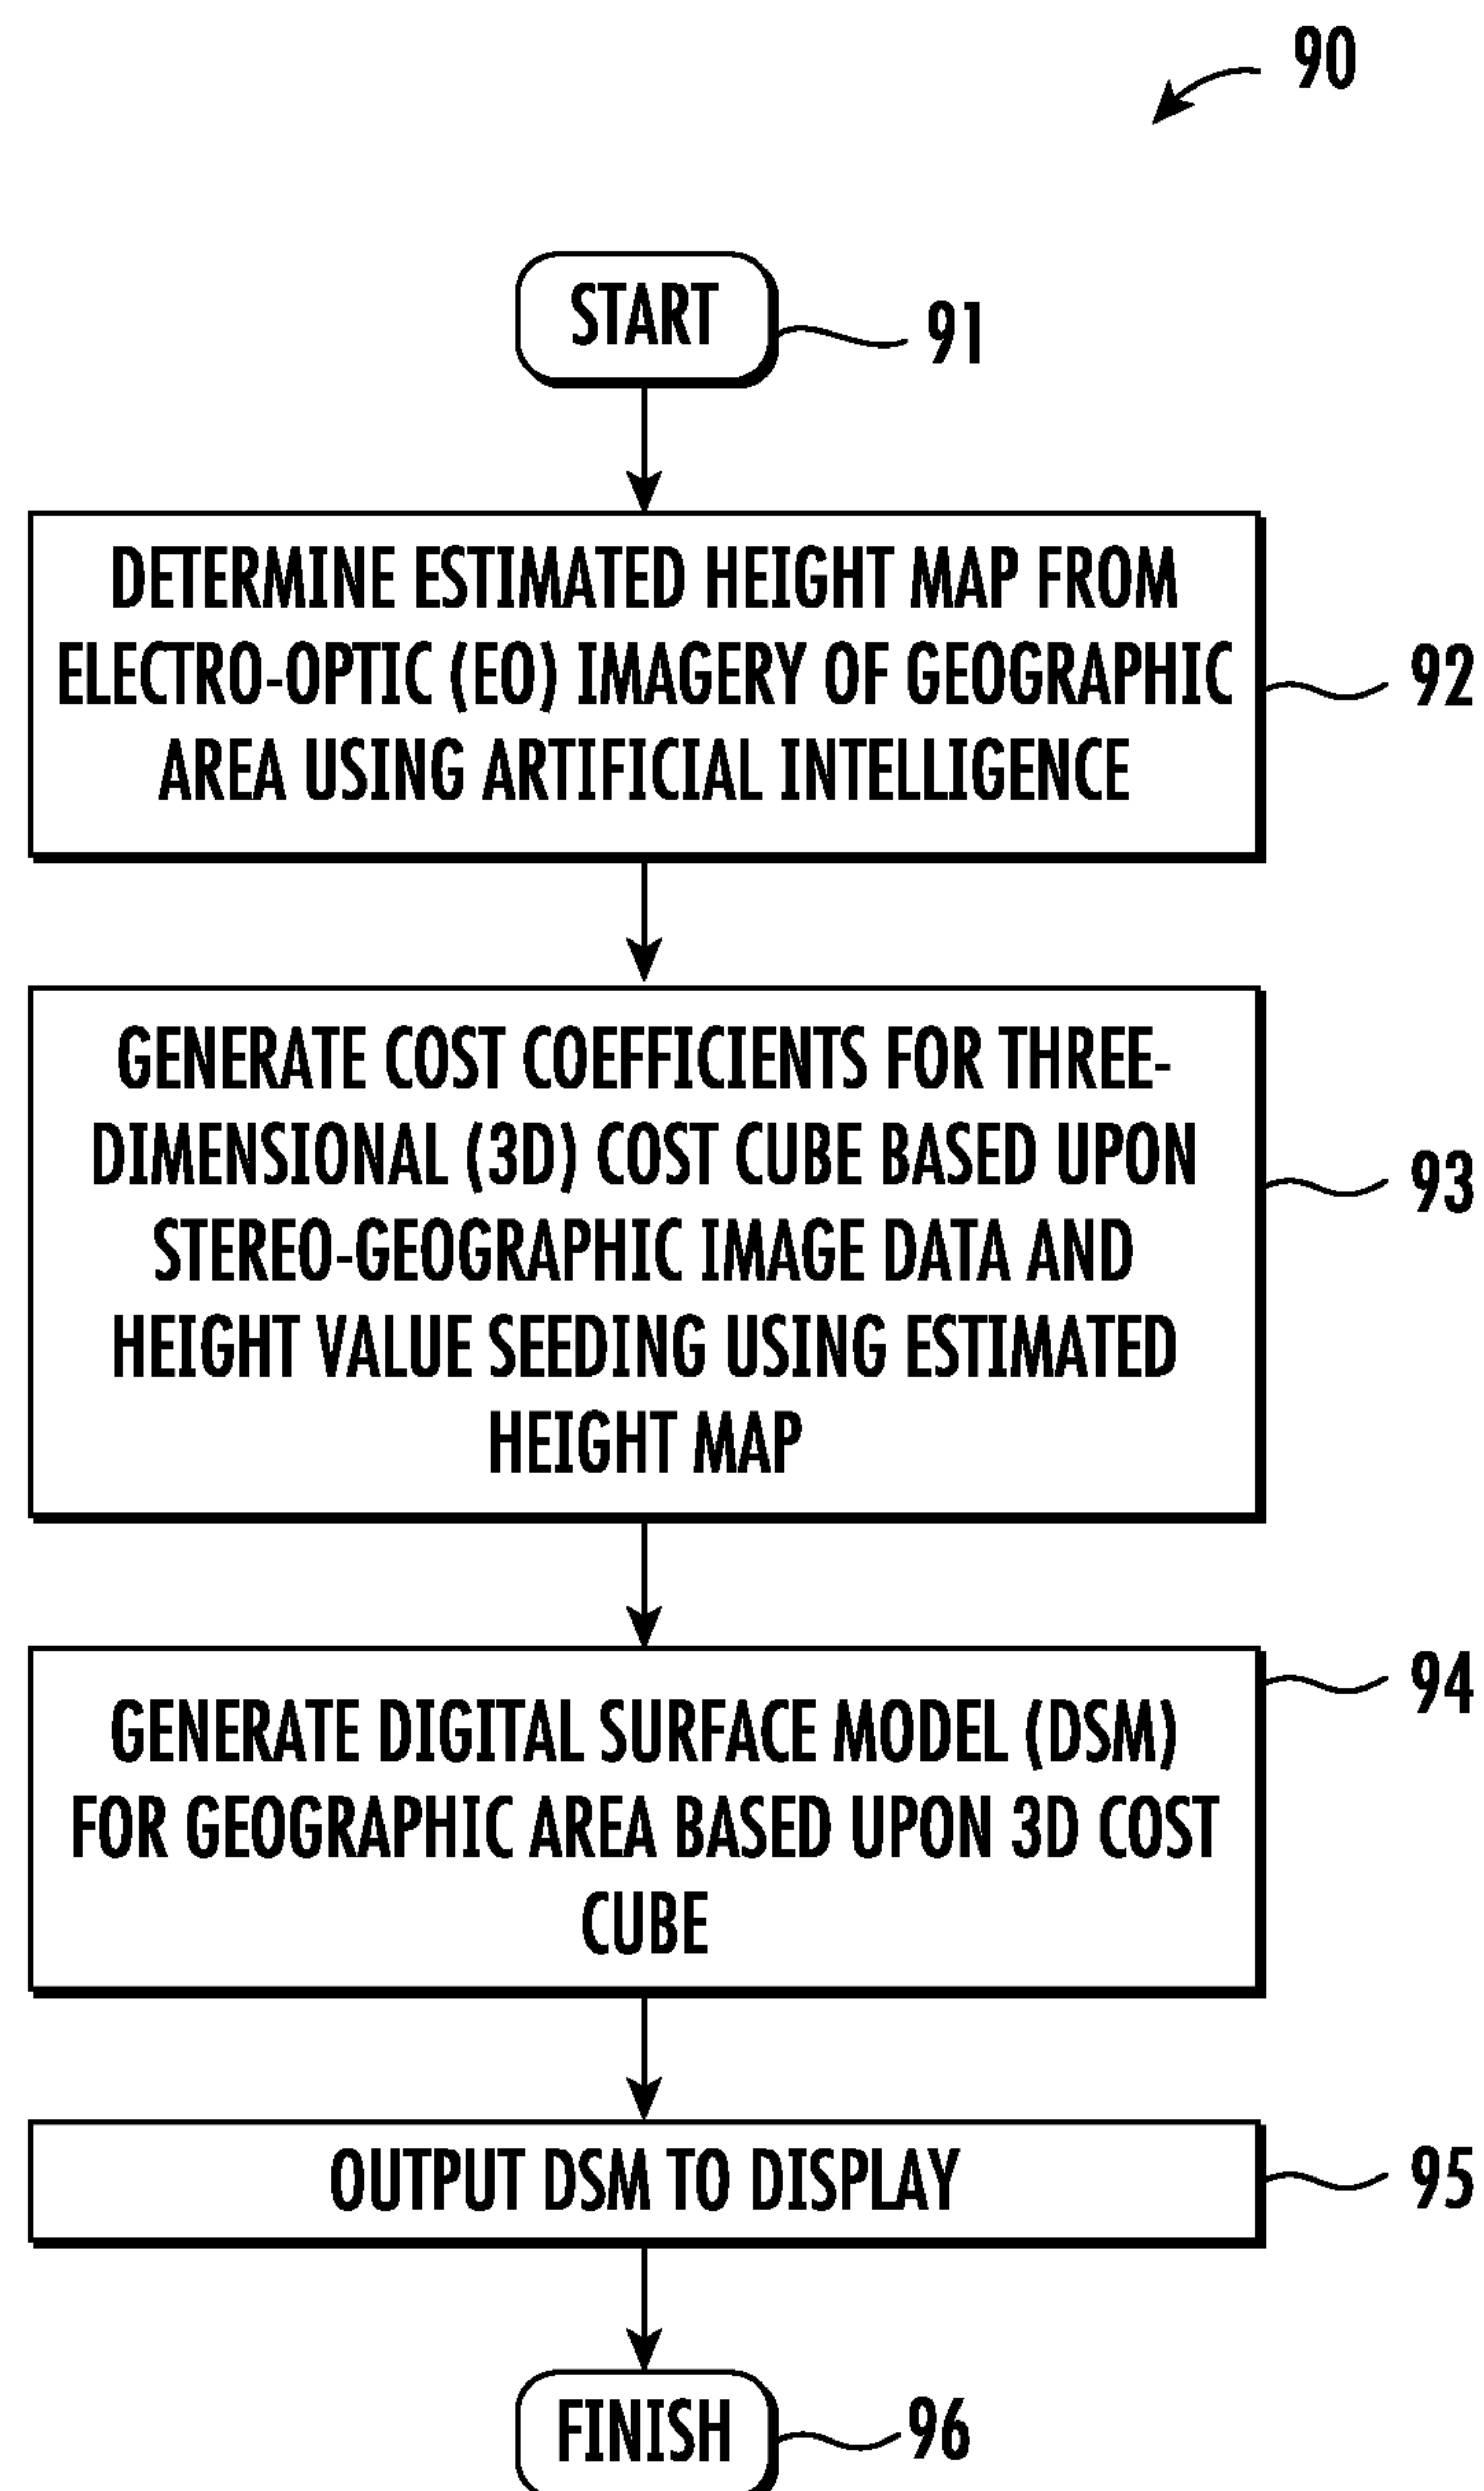 90
START
91
DETERMINE ESTIMATED HEIGHT MAP FROM
ELECTRO-OPTIC (EO) IMAGERY OF GEOGRAPHIC
AREA USING ARTIFICIAL INTELLIGENCE
92
GENERATE COST COEFFICIENTS FOR THREE-
DIMENSIONAL (3D) COST CUBE BASED UPON
STEREO-GEOGRAPHIC IMAGE DATA AND
HEIGHT VALUE SEEDING USING ESTIMATED
HEIGHT MAP
93
GENERATE DIGITAL SURFACE MODEL (DSM)
FOR GEOGRAPHIC AREA BASED UPON 3D COST
CUBE
94
OUTPUT DSM TO DISPLAY
95
FINISH
96